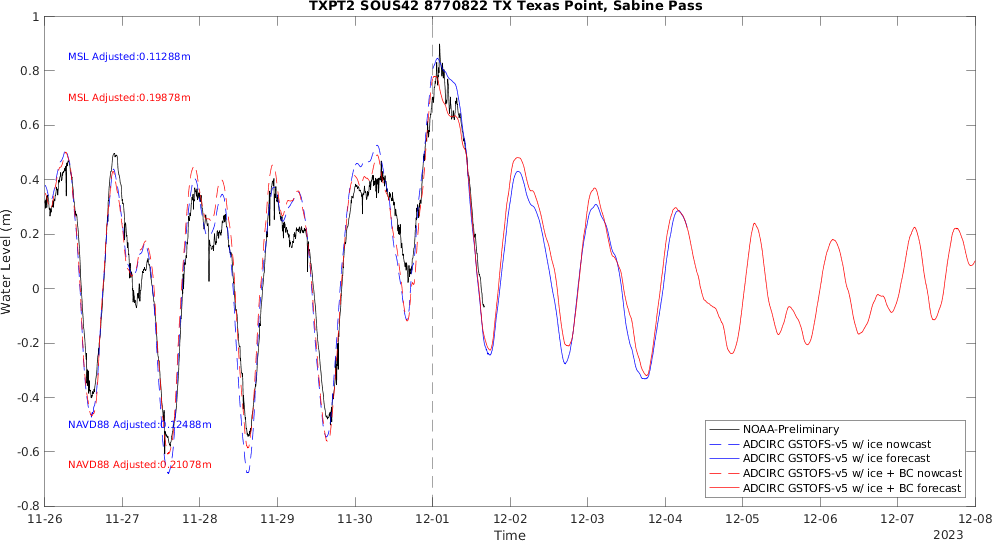 TXPT2 SOUS42 8770822 TX Texas Point, Sabine Pass
1
0.8
0.6
0.4
0.2
0
-0.2
-0.4
-0.6
-0.8
Water Level (m)
MSL Adjusted:0.11288m
MSL Adjusted:0.19878m
NAVD88 Adjusted:0.12488m
NAVD88 Adjusted:0.21078m
NOAA-Preliminary
ADCIRC GSTOFS-v5 w/ ice nowcast
ADCIRC GSTOFS-v5 w/ ice forecast
ADCIRC GSTOFS-v5 w/ ice + BC nowcast
ADCIRC GSTOFS-v5 w/ ice + BC forecast
11-26 11-27 11-28 11-29 11-30 12-01 12-02 12-03 12-04 12-05 12-06 12-07 12-08
Time
2023